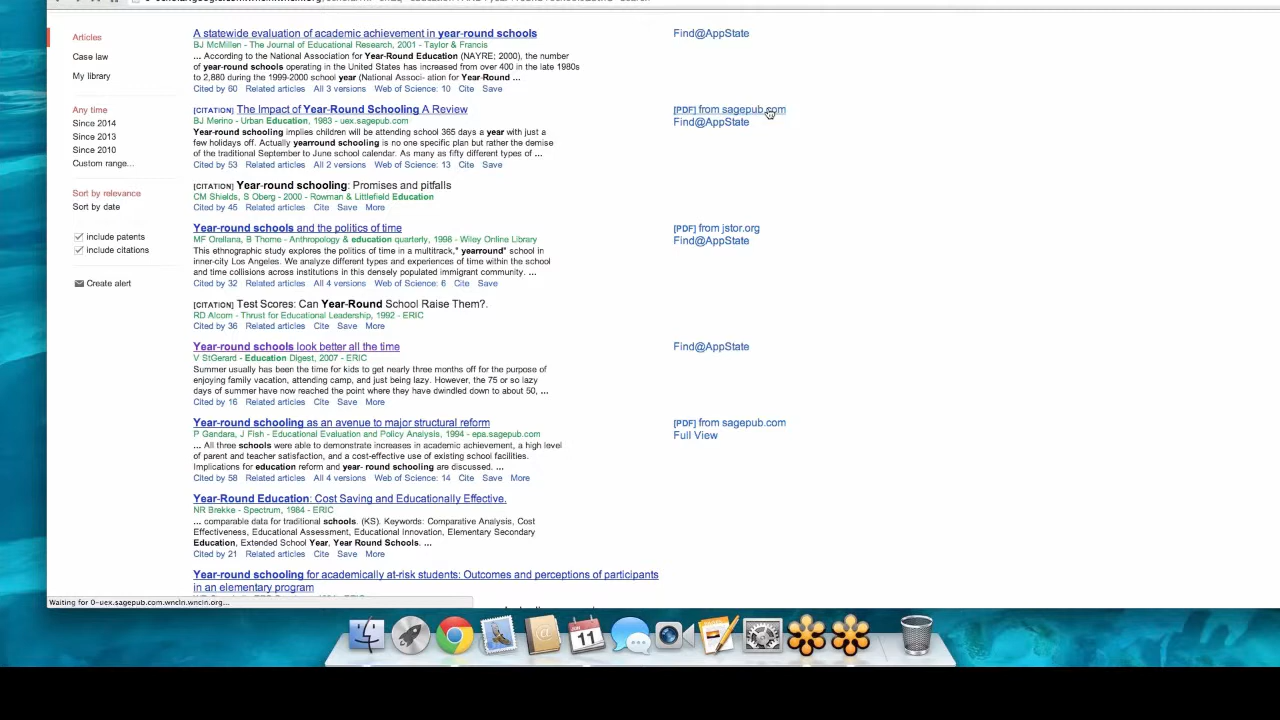 Articles
Case law
My library
Any time
Since 2014
Since 2013
Since 2010
Custom range...
Sort by relevance
Sort by date
include patents
include citations
Create alert
A statewide evaluation of academic achievement in year-round schools
Find@AppState
BJ McMillen - The Journal of Educational Research, 2001 - Taylor & Francis
... According to the National Association for Year-Round Education (NAYRE; 2000), the number
of year-round schools operating in the United States has increased from over 400 in the late 1980s
to 2,880 during the 1999-2000 school year (National Associ- ation for Year-Round ...
Cited by 60 Related articles All 3 versions Web of Science: 10 Cite Save
[CITATION] The Impact of Year-Round Schooling A Review
[PDF] from sagepub.com
BJ Merino - Urban Education, 1983 - uex.sagepub.com
Find@AppState
Year-round schooling implies children will be attending school 365 days a year with just a
few holidays off. Actually yearround schooling is no one specific plan but rather the demise
of the traditional September to June school calendar. As many as fifty different types of ...
Cited by 53 Related articles All 2 versions Web of Science: 13 Cite Save
[CITATION] Year-round schooling: Promises and pitfalls
CM Shields, S Oberg - 2000 - Rowman & Littlefield Education
Cited by 45 Related articles Cite Save More
Year-round schools and the politics of time
[PDF] from jstor.org
MF Orellana, B Thorne - Anthropology & education quarterly, 1998 - Wiley Online Library
Find@AppState
This ethnographic study explores the politics of time in a multitrack," yearround" school in
inner-city Los Angeles. We analyze different types and experiences of time within the school
and time collisions across institutions in this densely populated immigrant community. ...
Cited by 32 Related articles All 4 versions Web of Science: 6 Cite Save
[CITATION] Test Scores: Can Year-Round School Raise Them?.
RD Alcorn - Thrust for Educational Leadership, 1992 - ERIC
Cited by 36 Related articles Cite Save More
Year-round schools look better all the time
Find@AppState
V StGerard - Education Digest, 2007 - ERIC
Summer usually has been the time for kids to get nearly three months off for the purpose of
enjoying family vacation, attending camp, and just being lazy. However, the 75 or so lazy
days of summer have now reached the point where they have dwindled down to about 50, ...
Cited by 16 Related articles Cite Save More
Year-round schooling as an avenue to major structural reform
[PDF] from sagepub.com
P Gandara, J Fish - Educational Evaluation and Policy Analysis, 1994 - epa.sagepub.com
Full View
... All three schools were able to demonstrate increases in academic achievement, a high level
of parent and teacher satisfaction, and a cost-effective use of existing school facilities.
Implications for education reform and year- round schooling are discussed. ...
Cited by 58 Related articles All 4 versions Web of Science: 14 Cite Save More
Year-Round Education: Cost Saving and Educationally Effective.
NR Brekke - Spectrum, 1984 - ERIC
... comparable data for traditional schools. (KS). Keywords: Comparative Analysis, Cost
Effectiveness, Educational Assessment, Educational Innovation, Elementary Secondary
Education, Extended School Year, Year Round Schools. ...
Cited by 21 Related articles Cite Save More
Year-round schooling for academically at-risk students: Outcomes and perceptions of participants
in an elementary program
Waiting for 0-uex.sagepub.com.wncln.wncln.org...
11